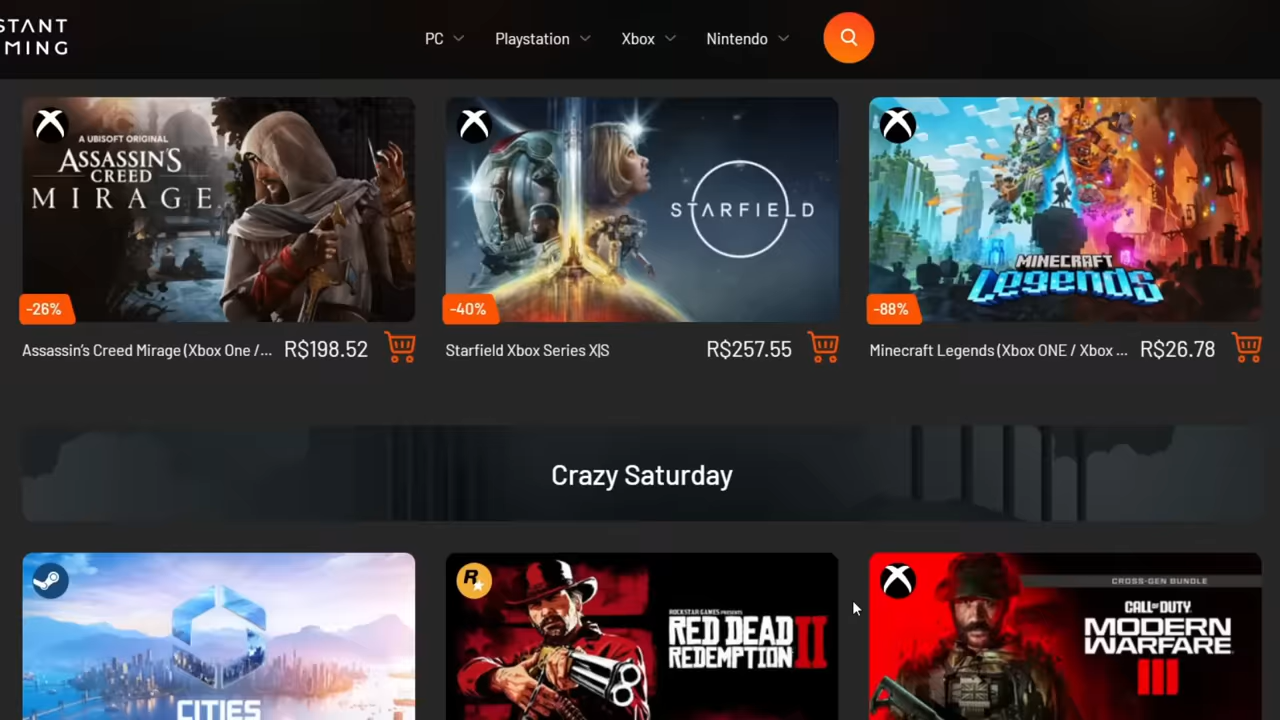 STANT
MING
PC
Playstation
Xbox
Nintendo
A UBISOFT ORIGINAL
ASSASSIN'S
CREED
MIRAGE
STARFIELD
MINECRAFT
Legends
-26%
-40%
-88%
Assassin's Creed Mirage (Xbox One /...
R$198.52
Starfield Xbox Series X|S
R$257.55
Minecraft Legends (Xbox ONE / Xbox ...
R$26.78
Crazy Saturday
CITIES
R
ROCKSTAR GAMES PRESENTS
RED DEAD
REDEMPTION II
CROSS-GEN BUNDLE
CALL OF DUTY
MODERN
WARFARE
III